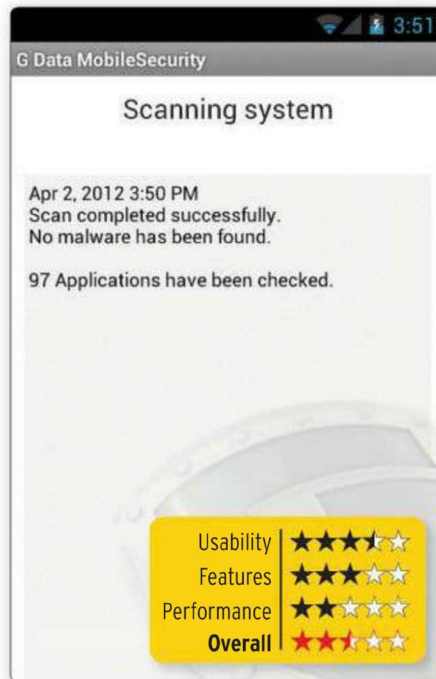 3:51
G Data MobileSecurity
Scanning system
Apr 2, 2012 3:50 PM
Scan completed successfully.
No malware has been found.
97 Applications have been checked.
Usability
Features
Performance
Overall